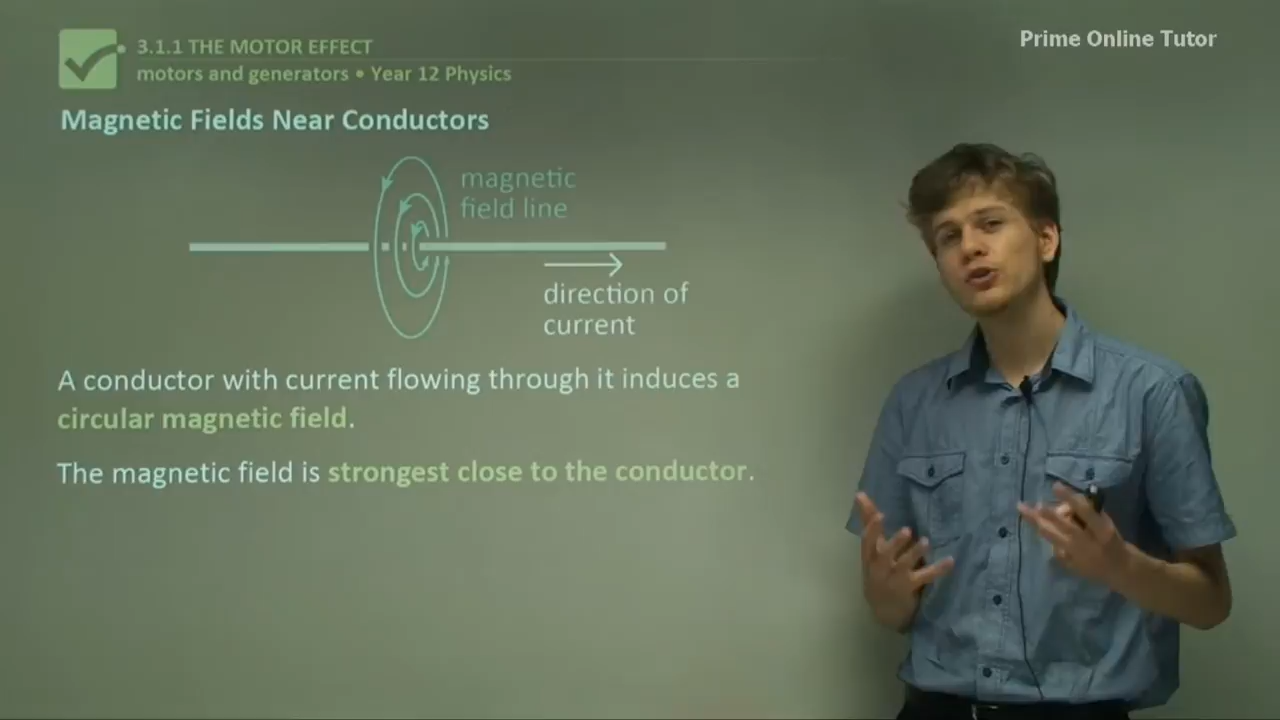 Prime Online Tutor
3.1.1 THE MOTOR EFFECT
motors and generators • Year 12 Physics
Magnetic Fields Near Conductors
magnetic
field line
direction of
current
A conductor with current flowing through it induces a
circular magnetic field.
The magnetic field is strongest close to the conductor.